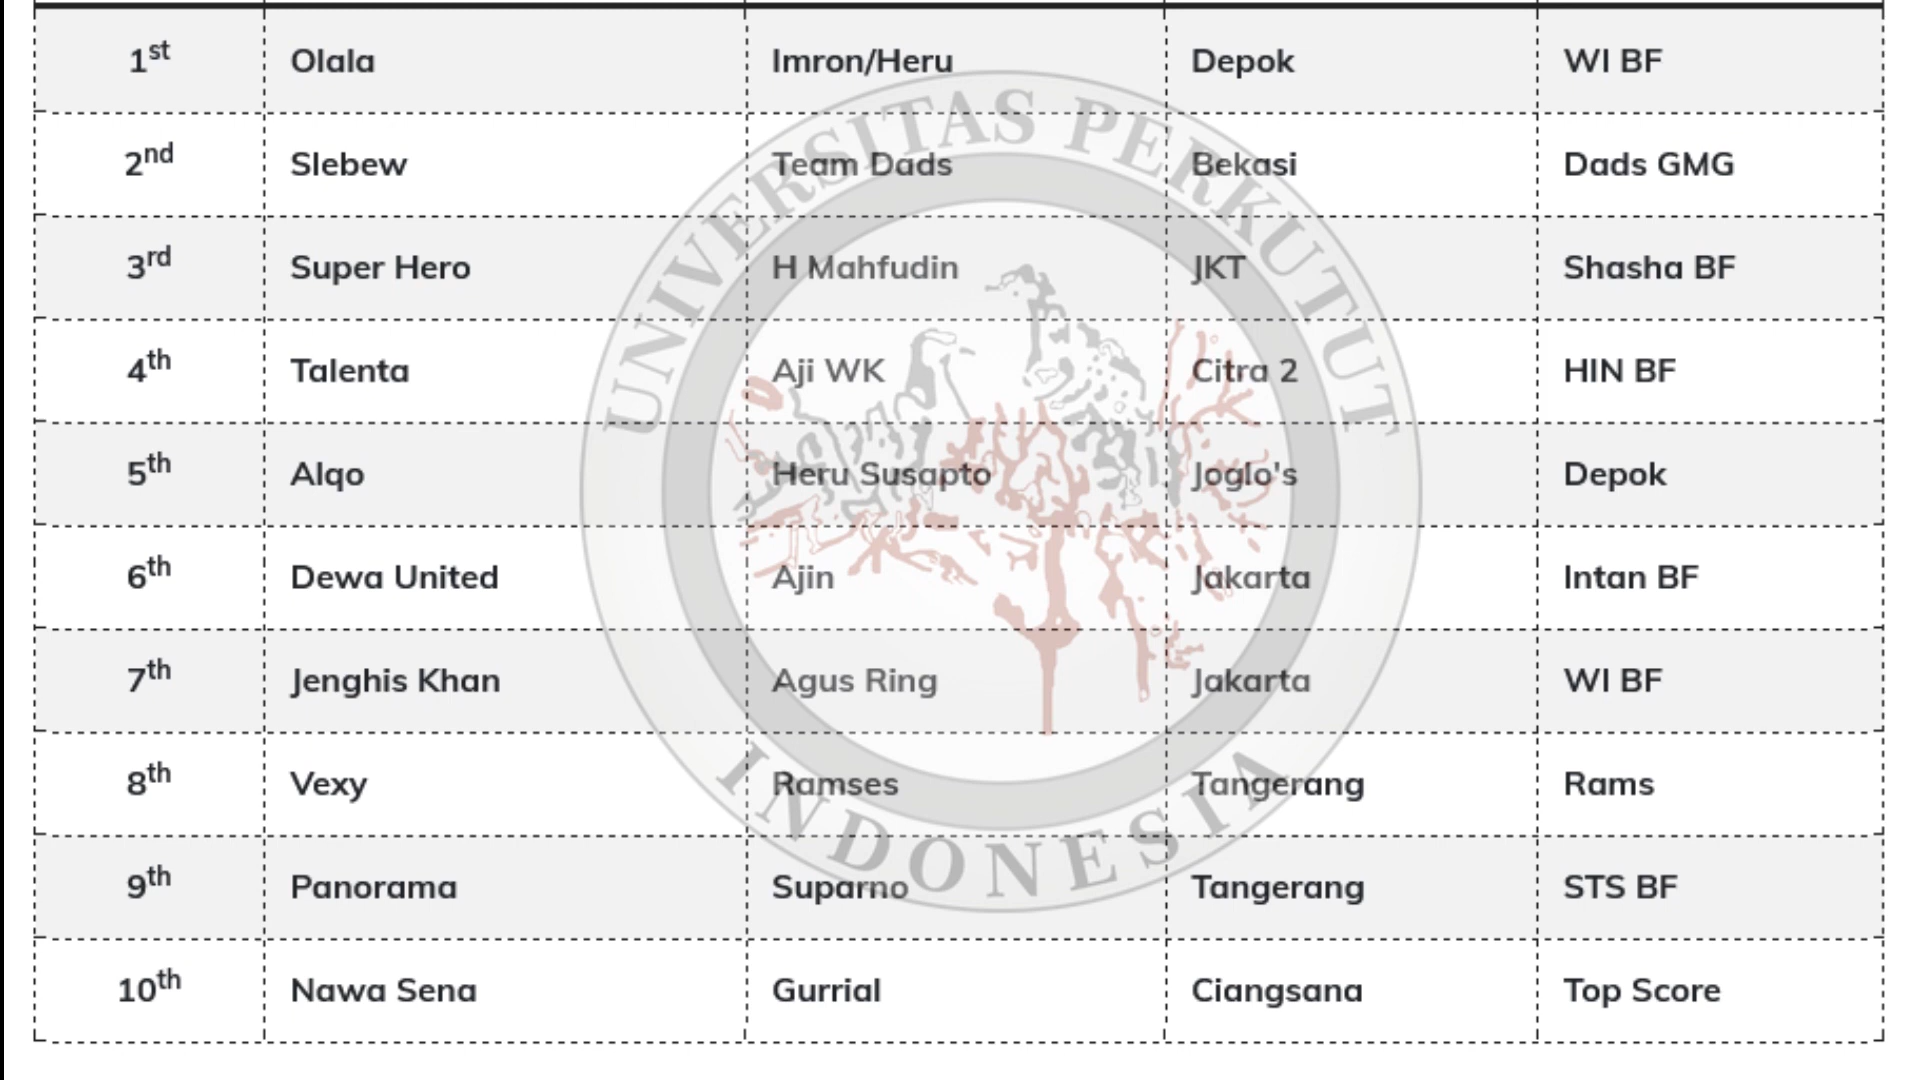 1st Olala Imron/Heru Depok WI BF
2nd Slebew Team Dads Bekasi Dads GMG
3rd Super Hero H Mahfudin JKT Shasha BF
4th Talenta Aji WK Citra 2 HIN BF
5th Alqo Heru Susapto Joglo's Depok
6th Dewa United Ajin Jakarta Intan BF
7th Jenghis Khan Agus Ring Jakarta WI BF
8th Vexy Ramses Tangerang Rams
9th Panorama Suparno Tangerang STS BF
10th Nawa Sena Gurrial Ciangsana Top Score
UNIVERSITAS PERKUTUT
INDONESIA